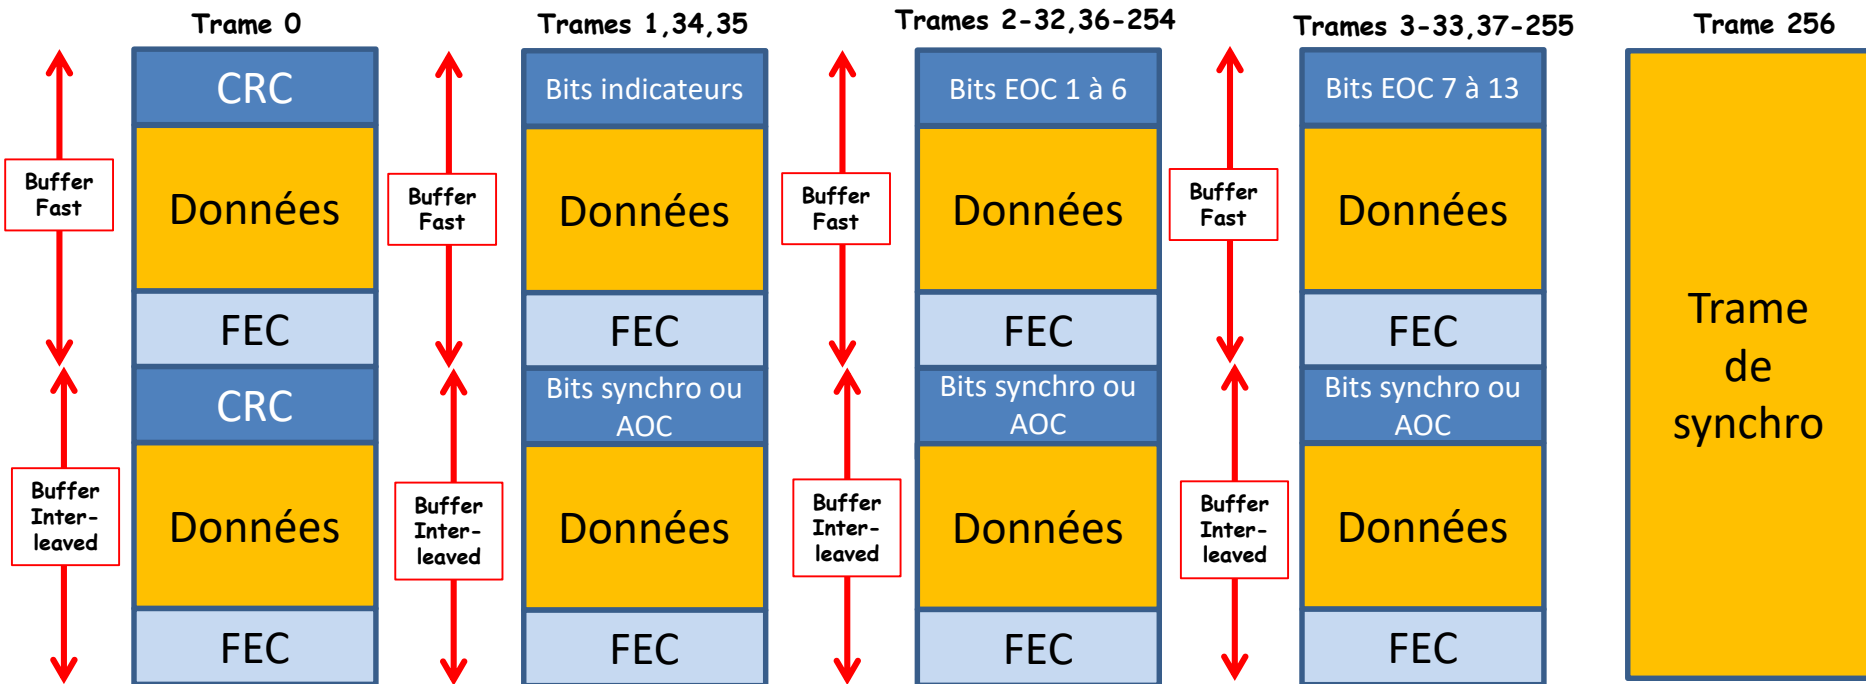 Trame 0
CRC
Buffer
Fast
Données
FEC
CRC
Buffer
Inter-
leaved
Données
FEC
Trames 1,34,35
Bits indicateurs
Buffer
Fast
Données
FEC
Bits synchro ou
AOC
Buffer
Inter-
leaved
Données
FEC
Trames 2-32,36-254
Bits EOC 1 à 6
Buffer
Fast
Données
FEC
Bits synchro ou
AOC
Buffer
Inter-
leaved
Données
FEC
Trames 3-33,37-255
Bits EOC 7 à 13
Buffer
Fast
Données
FEC
Bits synchro ou
AOC
Buffer
Inter-
leaved
Données
FEC
Trame 256
Trame
de
synchro